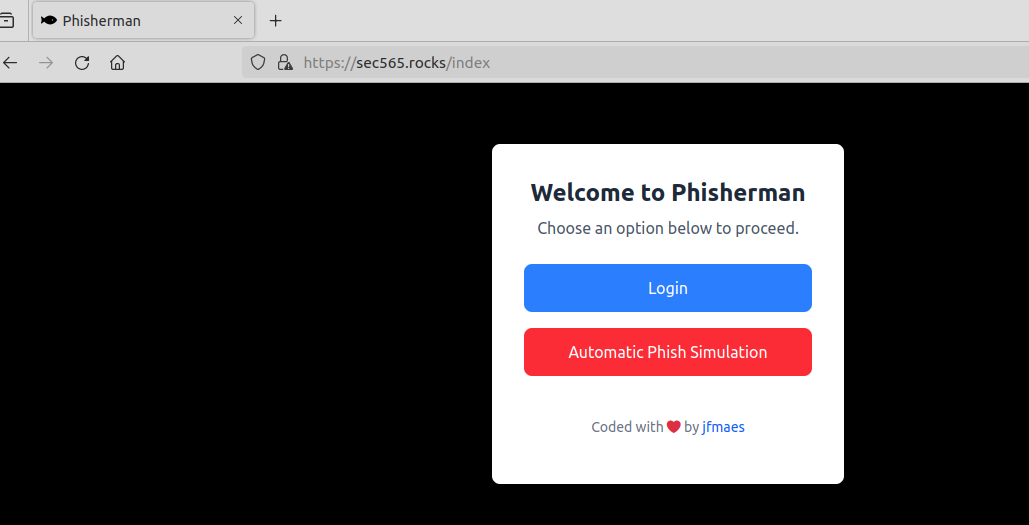 Phisherman
https://sec565.rocks/index
Welcome to Phisherman
Choose an option below to proceed.
Login
Automatic Phish Simulation
Coded with ❤ by jfmaes